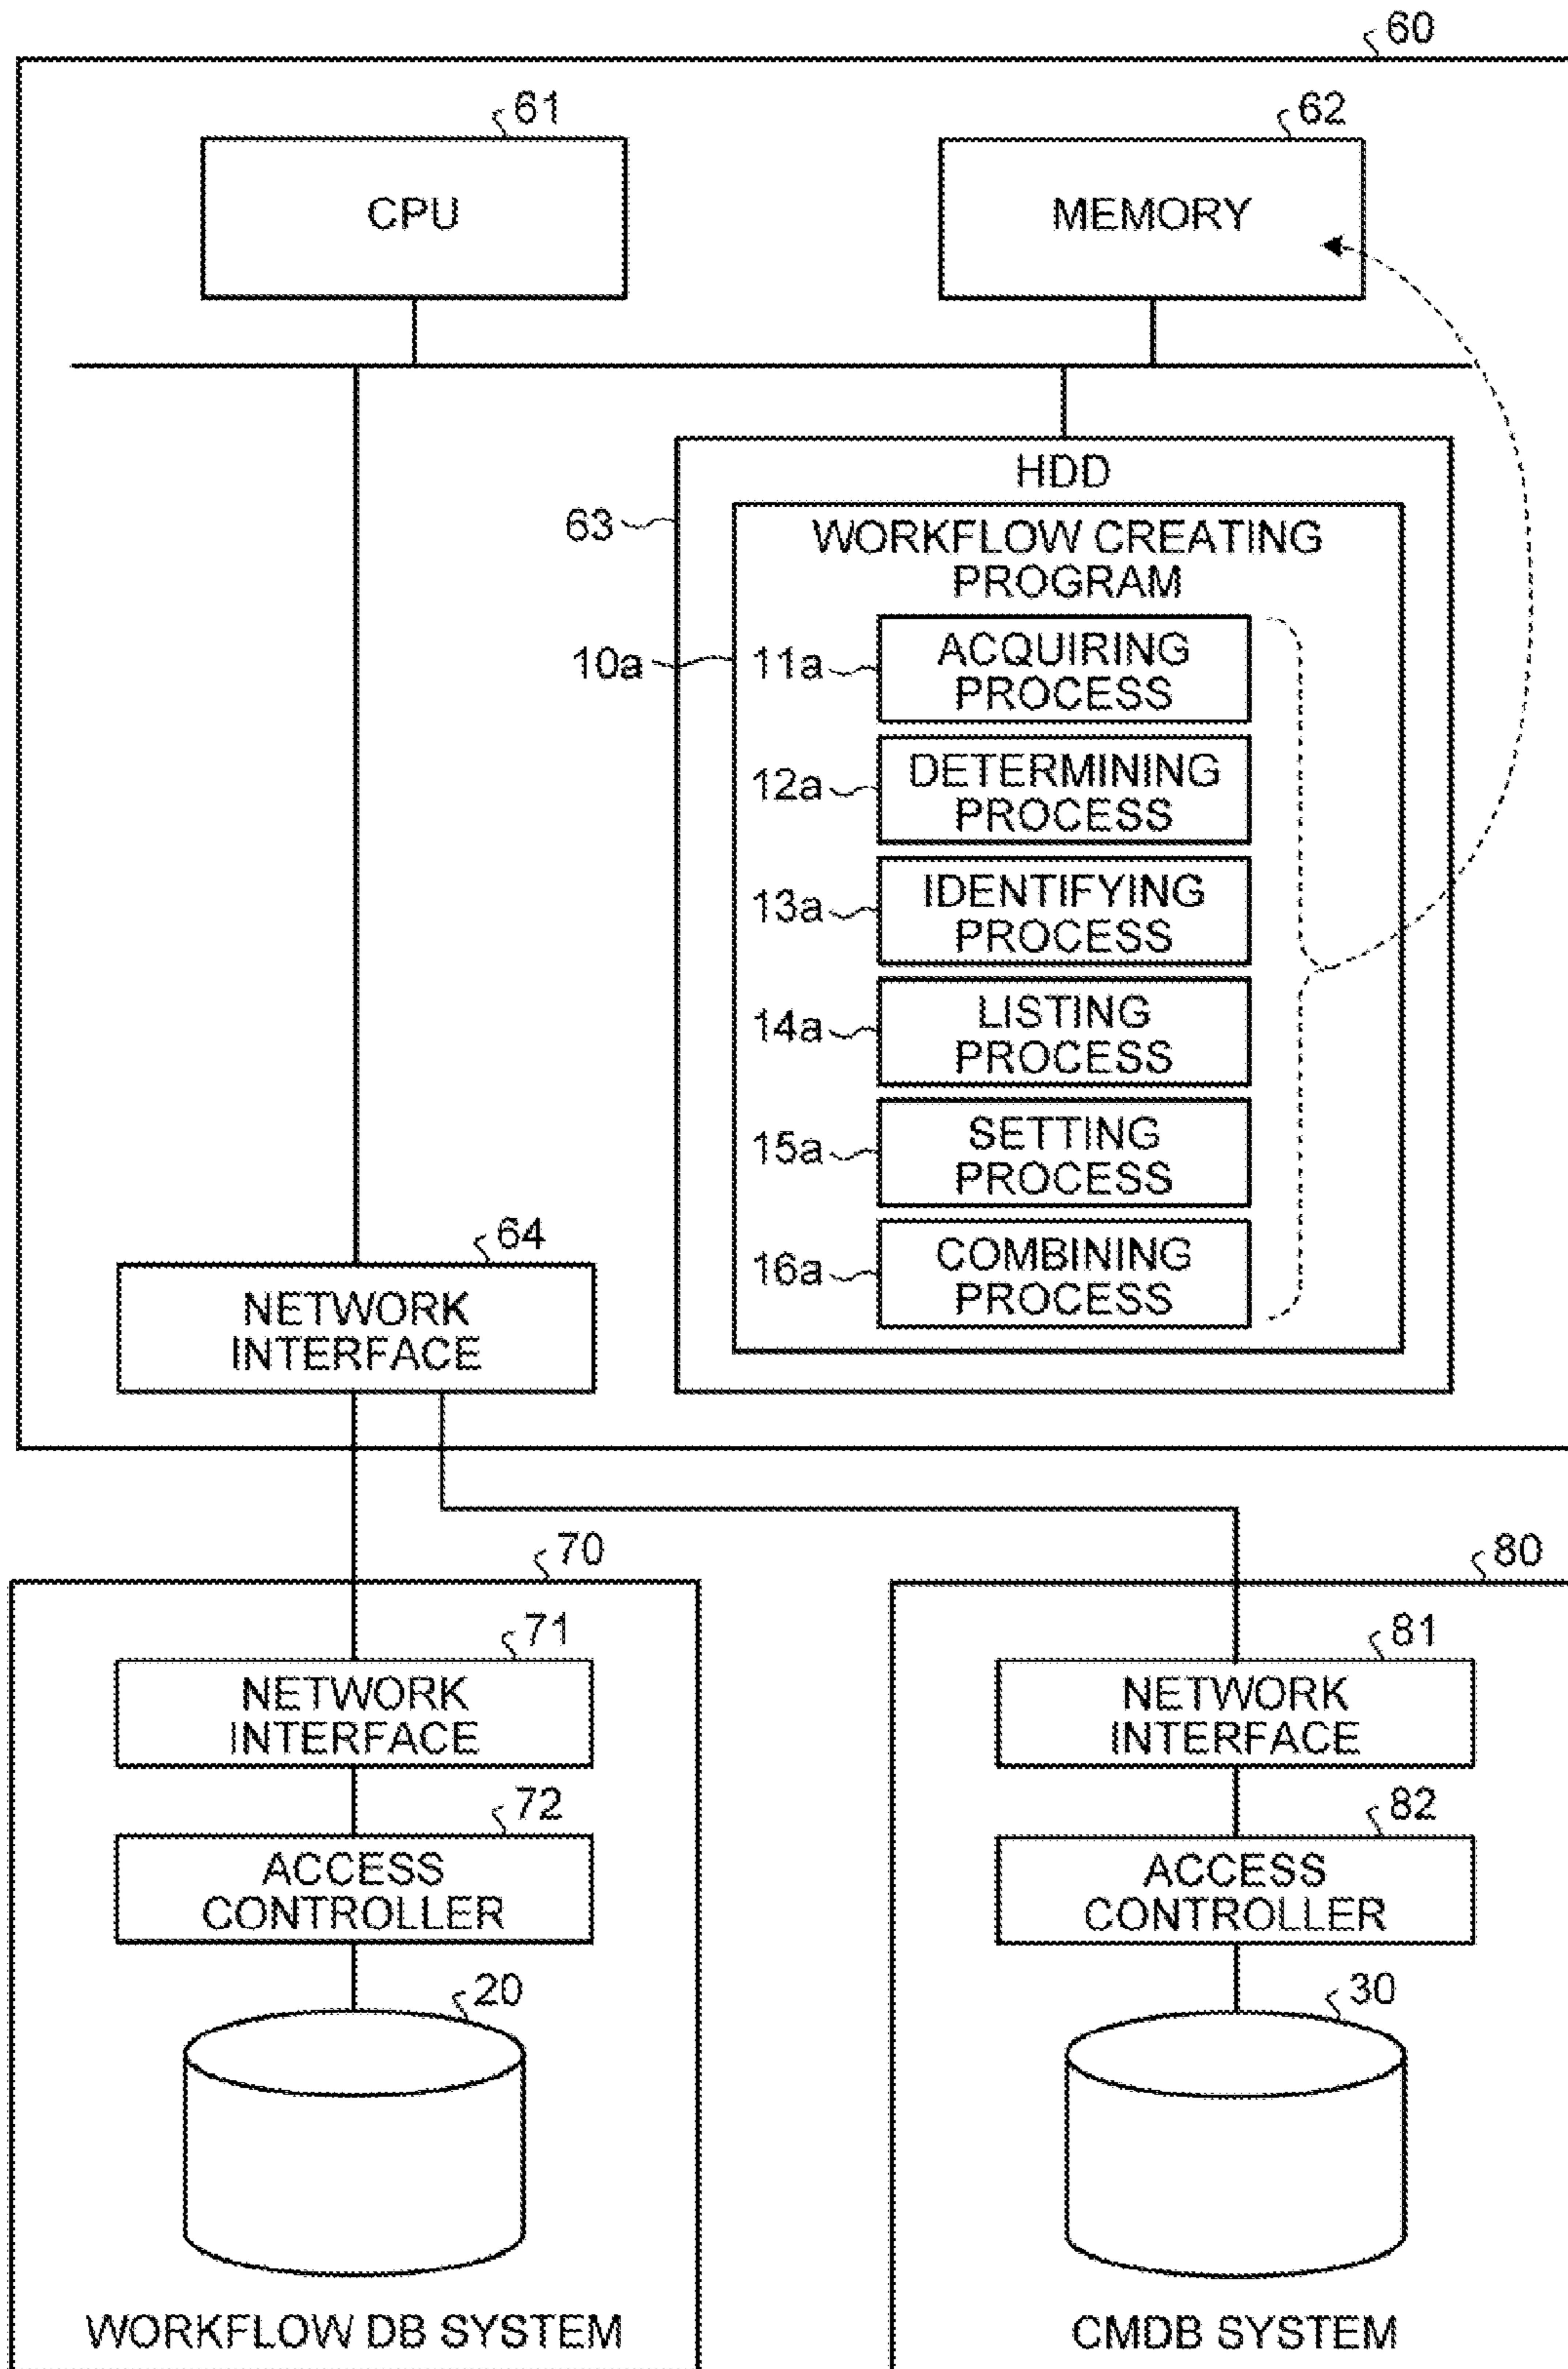 60
61
62
CPU
MEMORY
HDD
63
WORKFLOW CREATING
PROGRAM
10a
11a
ACQUIRING
PROCESS
12a
DETERMINING
PROCESS
13a
IDENTIFYING
PROCESS
14a
LISTING
PROCESS
15a
SETTING
PROCESS
16a
COMBINING
PROCESS
64
NETWORK
INTERFACE
70
80
71
NETWORK
INTERFACE
81
NETWORK
INTERFACE
72
ACCESS
CONTROLLER
82
ACCESS
CONTROLLER
20
30
WORKFLOW DB SYSTEM
CMDB SYSTEM